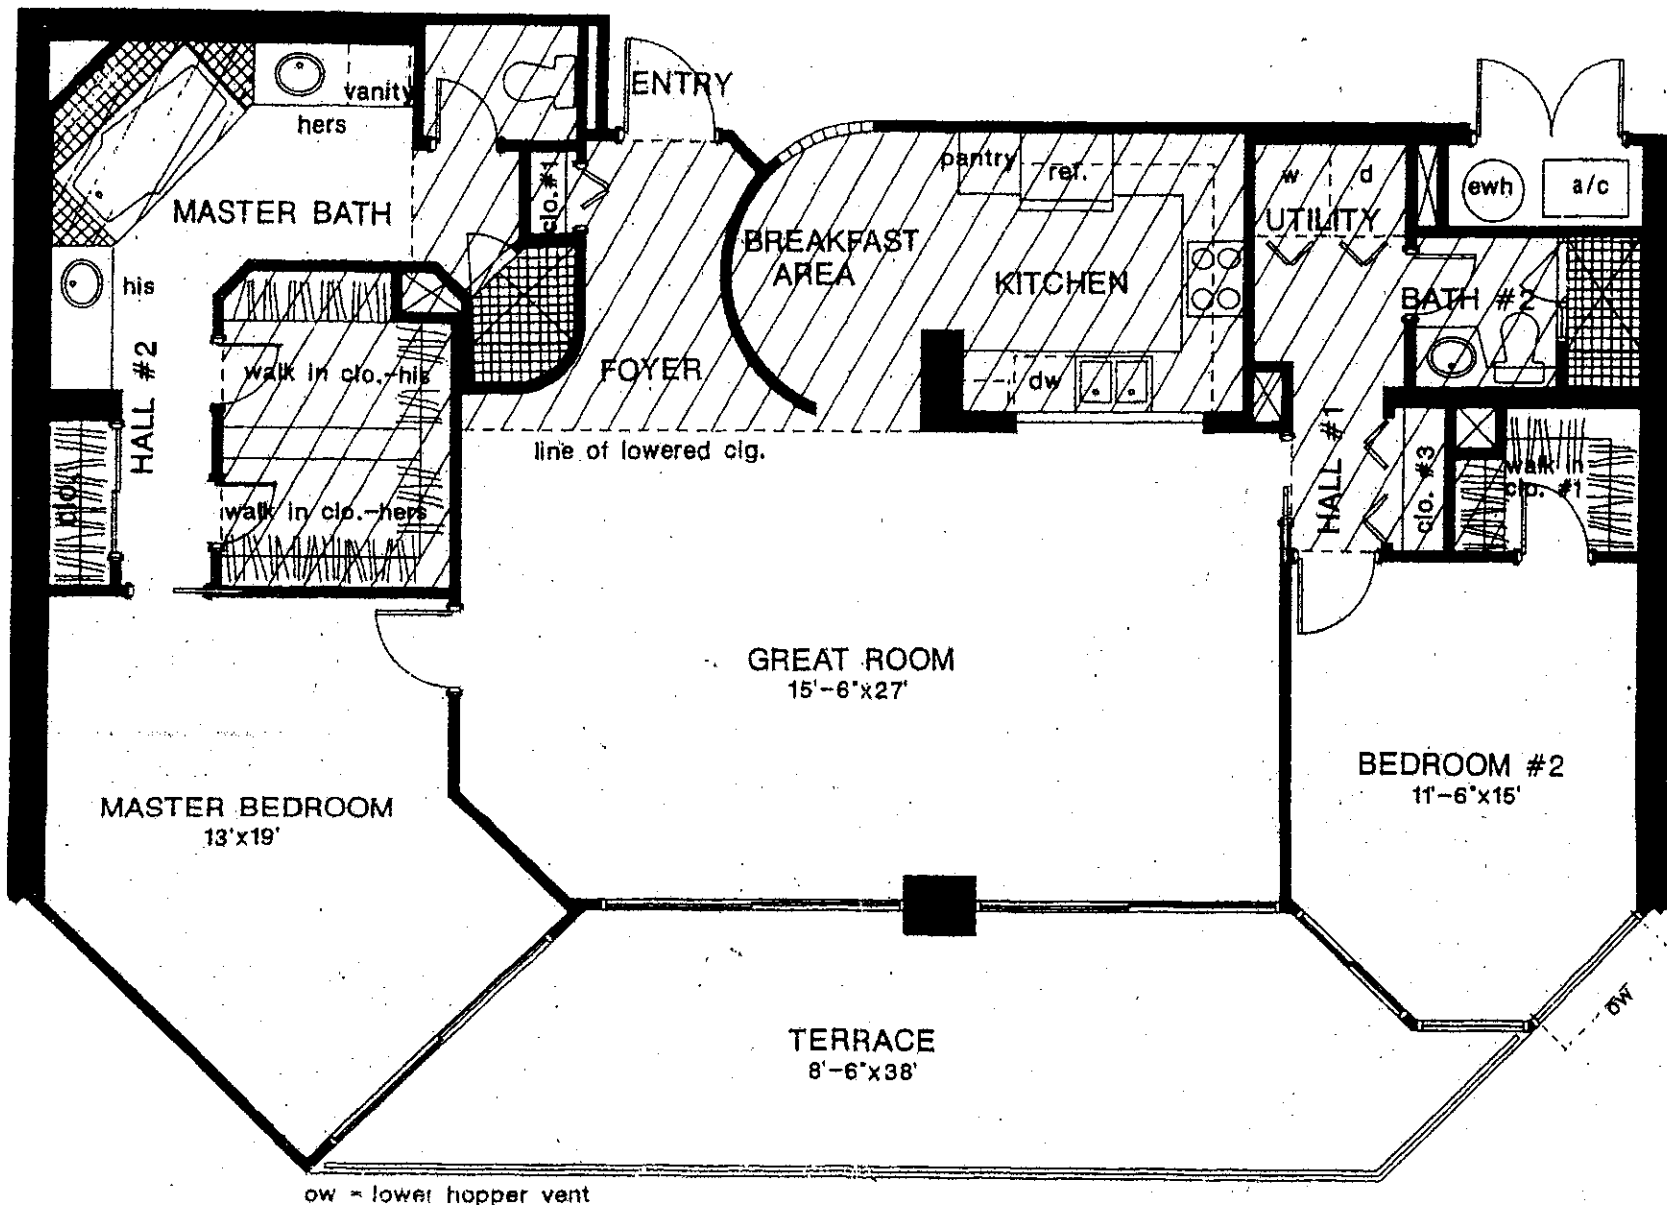 ENTRY
vanity
hers
pantry
ref.
w
d
ewh
a/c
clo.#1
MASTER BATH
UTILITY
BREAKFAST
AREA
KITCHEN
his
BATH #2
HALL #2
walk in clo.-his
FOYER
dw
line of lowered clg.
HALL #1
clo. #3
walk in
clo. #1
clo.
walk in clo.-hers
GREAT ROOM
15'-6"x27'
BEDROOM #2
11'-6"x15'
MASTER BEDROOM
13'x19'
ow
TERRACE
8'-6"x38'
ow = lower hopper vent